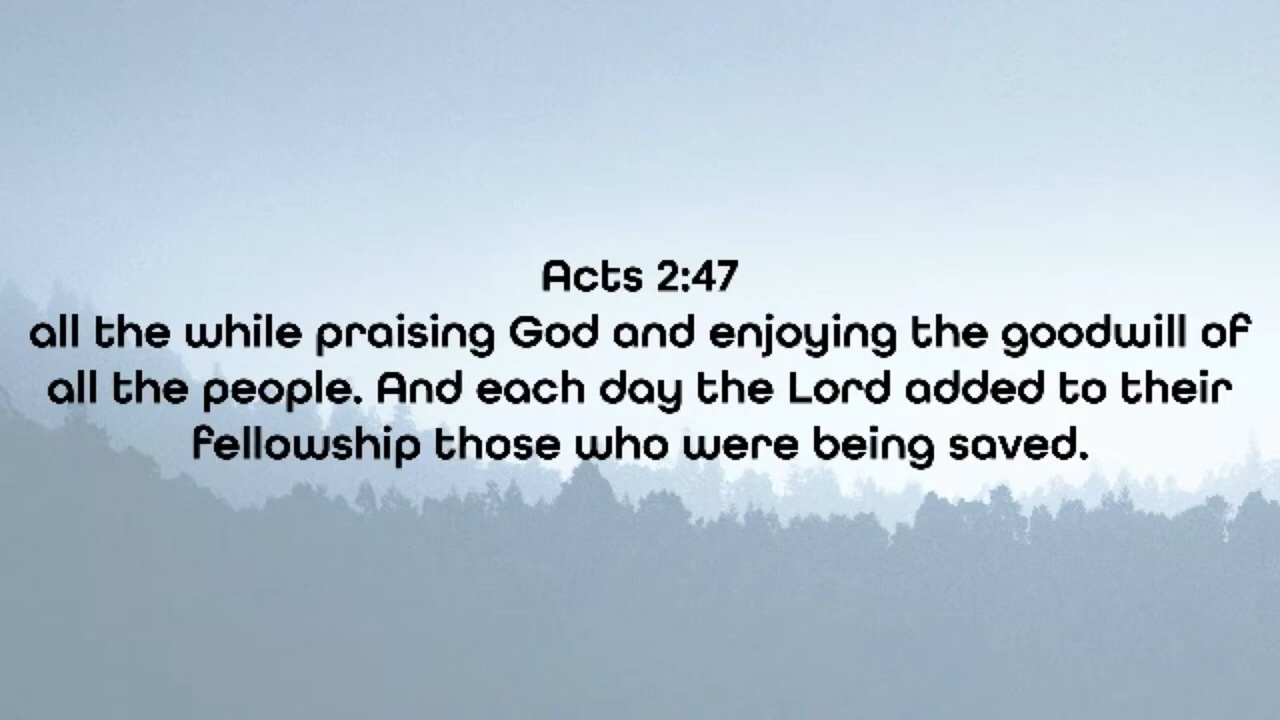 Acts 2:47
all the while praising God and enjoying the goodwill of
all the people. And each day the Lord added to their
fellowship those who were being saved.